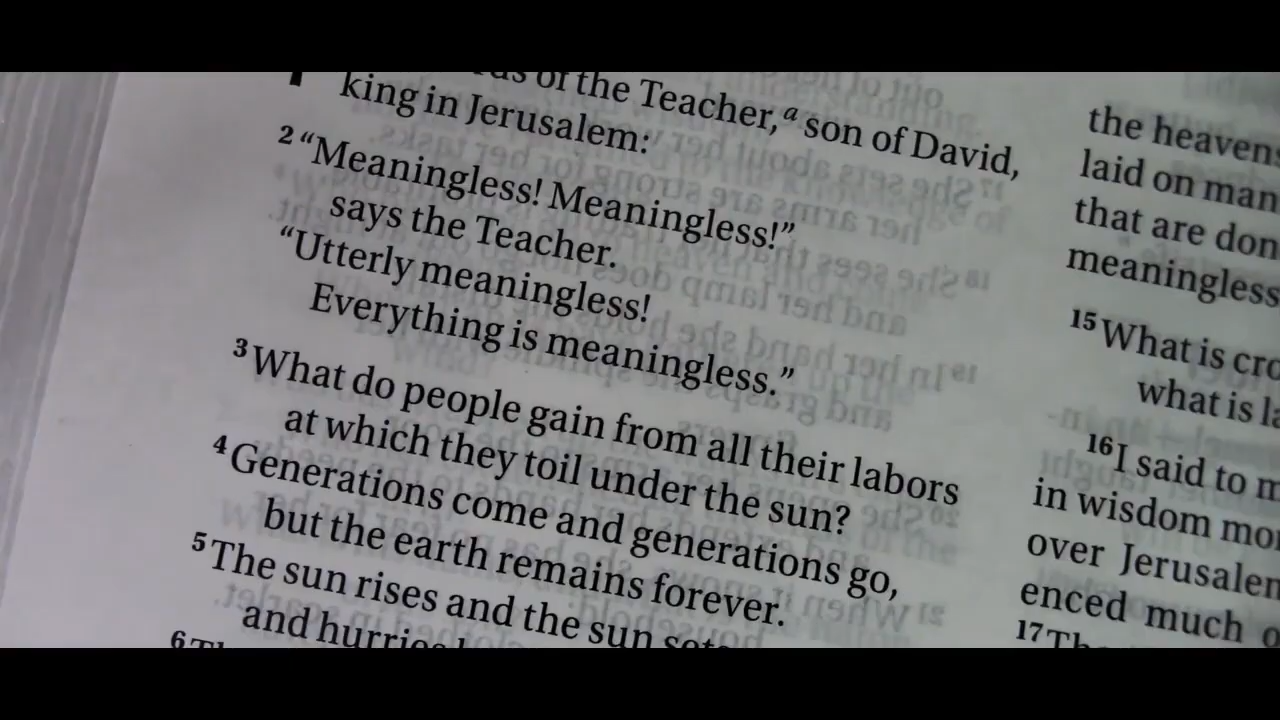 of the Teacher,a son of David,
king in Jerusalem:
2 “Meaningless! Meaningless!”
says the Teacher.
“Utterly meaningless!
Everything is meaningless.”
3 What do people gain from all their labors
at which they toil under the sun?
4 Generations come and generations go,
but the earth remains forever.
5 The sun rises and the sun sets
and
6
the heavens
laid on man
that are don
meaningless
15 What is cro
what is la
16 I said to m
in wisdom mo
over Jerusalem
enced much o
17